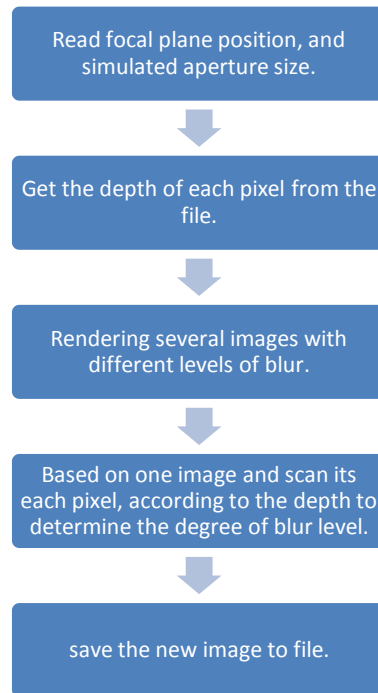 Read focal plane position, and
simulated aperture size.
Get the depth of each pixel from the
file.
Rendering several images with
different levels of blur.
Based on one image and scan its
each pixel, according to the depth to
determine the degree of blur level.
save the new image to file.